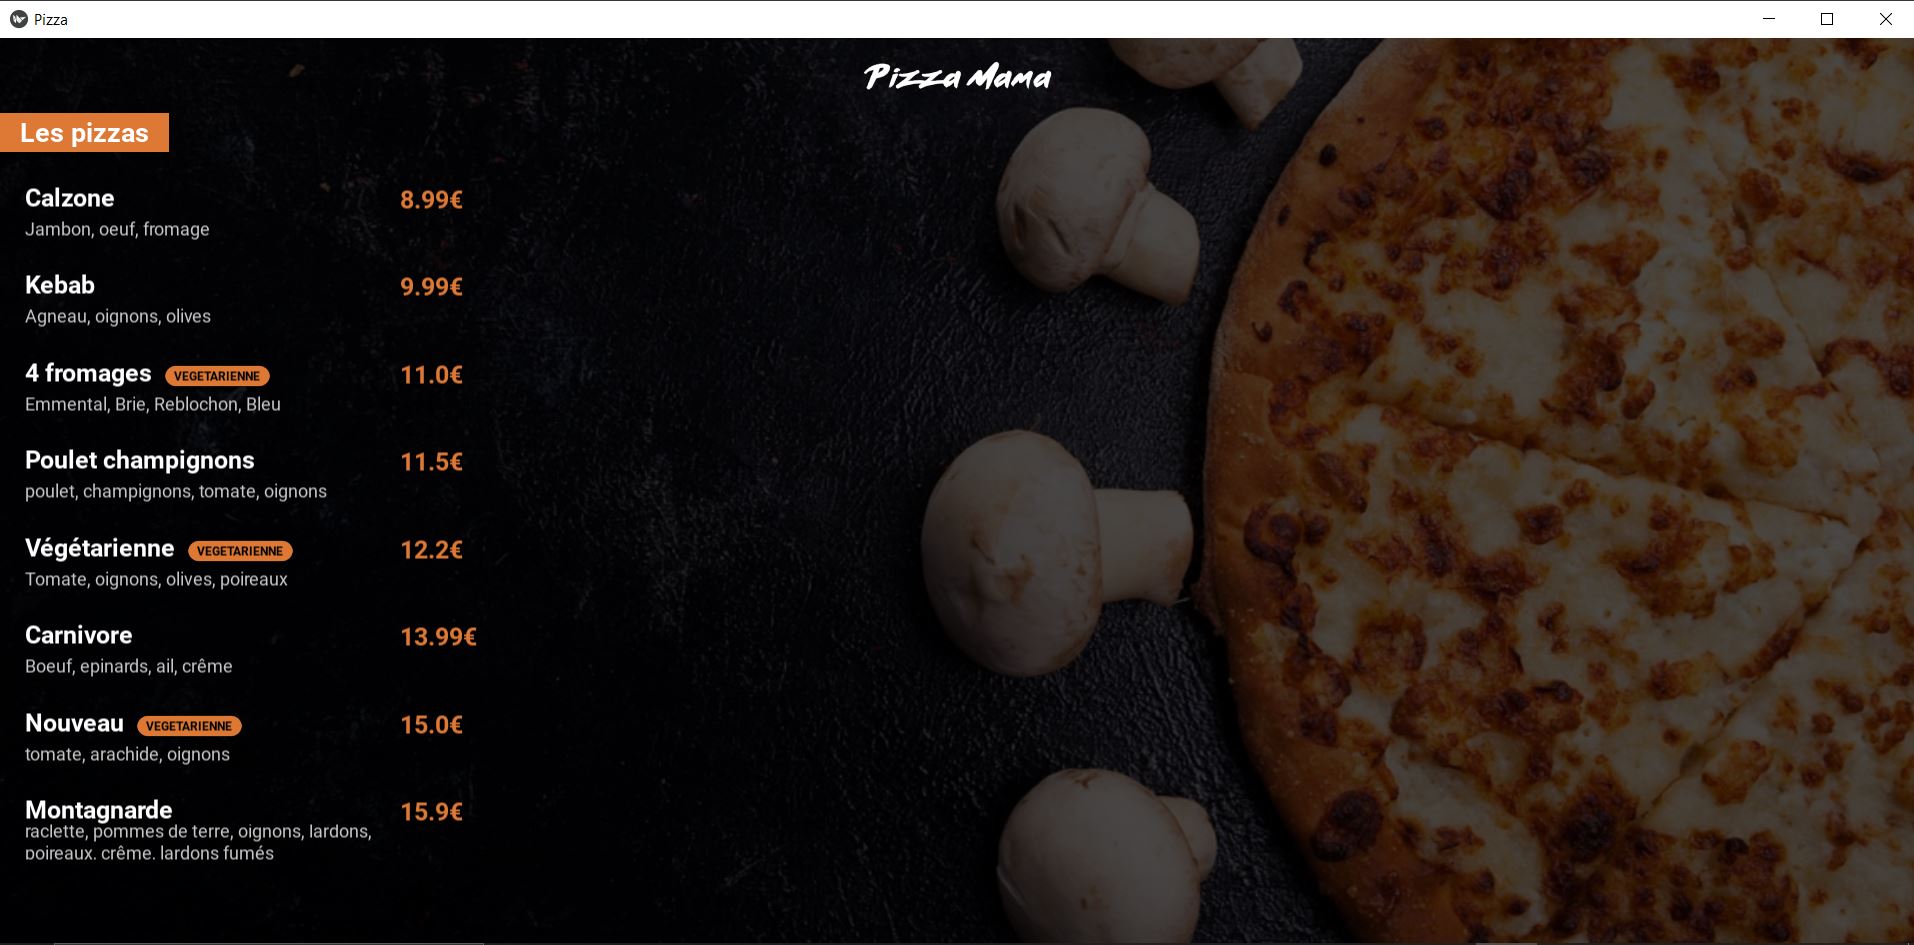 Pizza
Pizza Mama
Les pizzas
Calzone 8.99€
Jambon, oeuf, fromage
Kebab 9.99€
Agneau, oignons, olives
4 fromages VEGETARIENNE 11.0€
Emmental, Brie, Reblochon, Bleu
Poulet champignons 11.5€
poulet, champignons, tomate, oignons
Végétarienne VEGETARIENNE 12.2€
Tomate, oignons, olives, poireaux
Carnivore 13.99€
Boeuf, epinards, ail, crême
Nouveau VEGETARIENNE 15.0€
tomate, arachide, oignons
Montagnarde 15.9€
raclette, pommes de terre, oignons, lardons,
poireaux, crême, lardons fumés